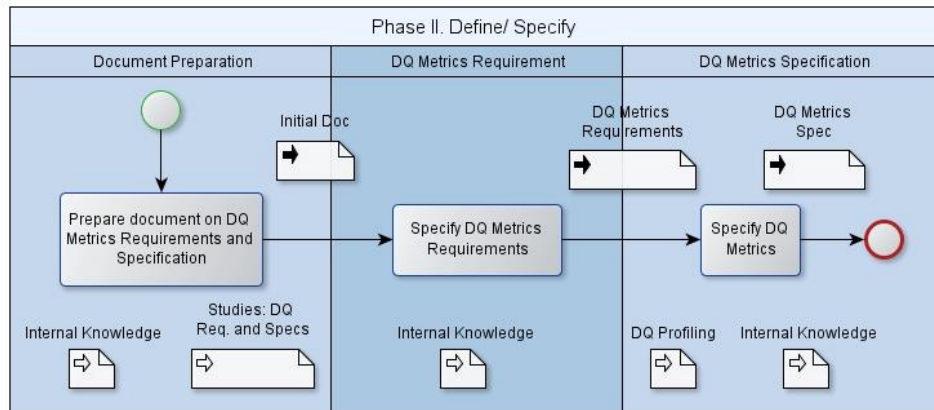 Phase II. Define/ Specify
Document Preparation
DQ Metrics Requirement
DQ Metrics Specification
Initial Doc
DQ Metrics
Requirements
DQ Metrics
Spec
Prepare document on DQ
Metrics Requirements and
Specification
Specify DQ Metrics
Requirements
Specify DQ
Metrics
Internal Knowledge
Studies: DQ
Req. and Specs
Internal Knowledge
DQ Profiling
Internal Knowledge